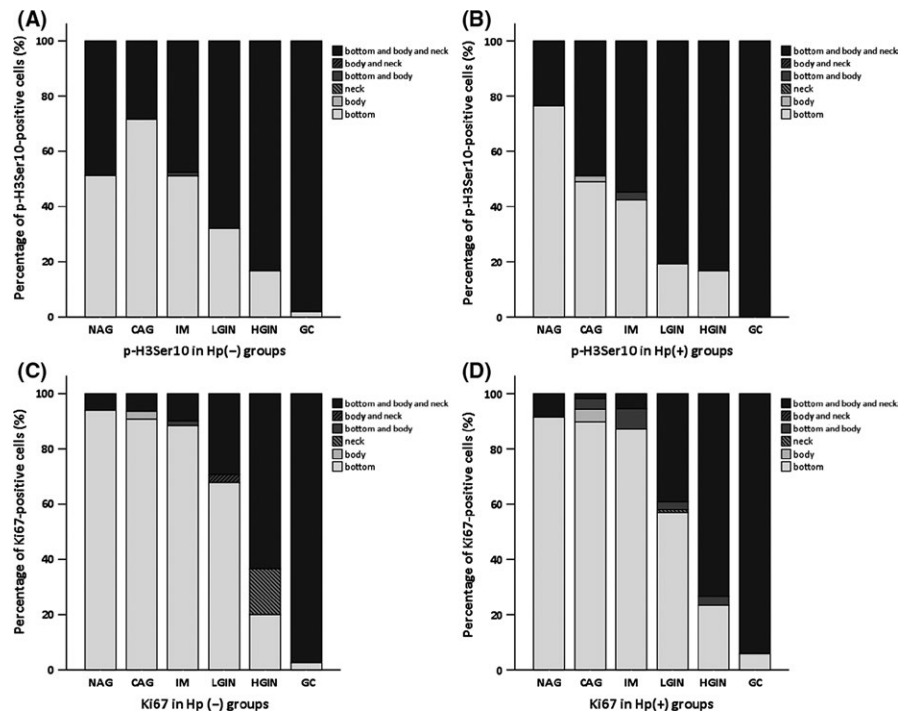 (A)
Percentage of p-H3Ser10-positive cells (%)
100
80
60
40
20
0
NAG CAG IM LGIN HGIN GC
p-H3Ser10 in Hp(−) groups
bottom and body and neck
body and neck
bottom and body
neck
body
bottom
(B)
Percentage of p-H3Ser10-positive cells (%)
100
80
60
40
20
0
NAG CAG IM LGIN HGIN GC
p-H3Ser10 in Hp(+) groups
bottom and body and neck
body and neck
bottom and body
neck
body
bottom
(C)
Percentage of Ki67-positive cells (%)
100
80
60
40
20
0
NAG CAG IM LGIN HGIN GC
Ki67 in Hp (−) groups
bottom and body and neck
body and neck
bottom and body
neck
body
bottom
(D)
Percentage of Ki67-positive cells (%)
100
80
60
40
20
0
NAG CAG IM LGIN HGIN GC
Ki67 in Hp(+) groups
bottom and body and neck
body and neck
bottom and body
neck
body
bottom